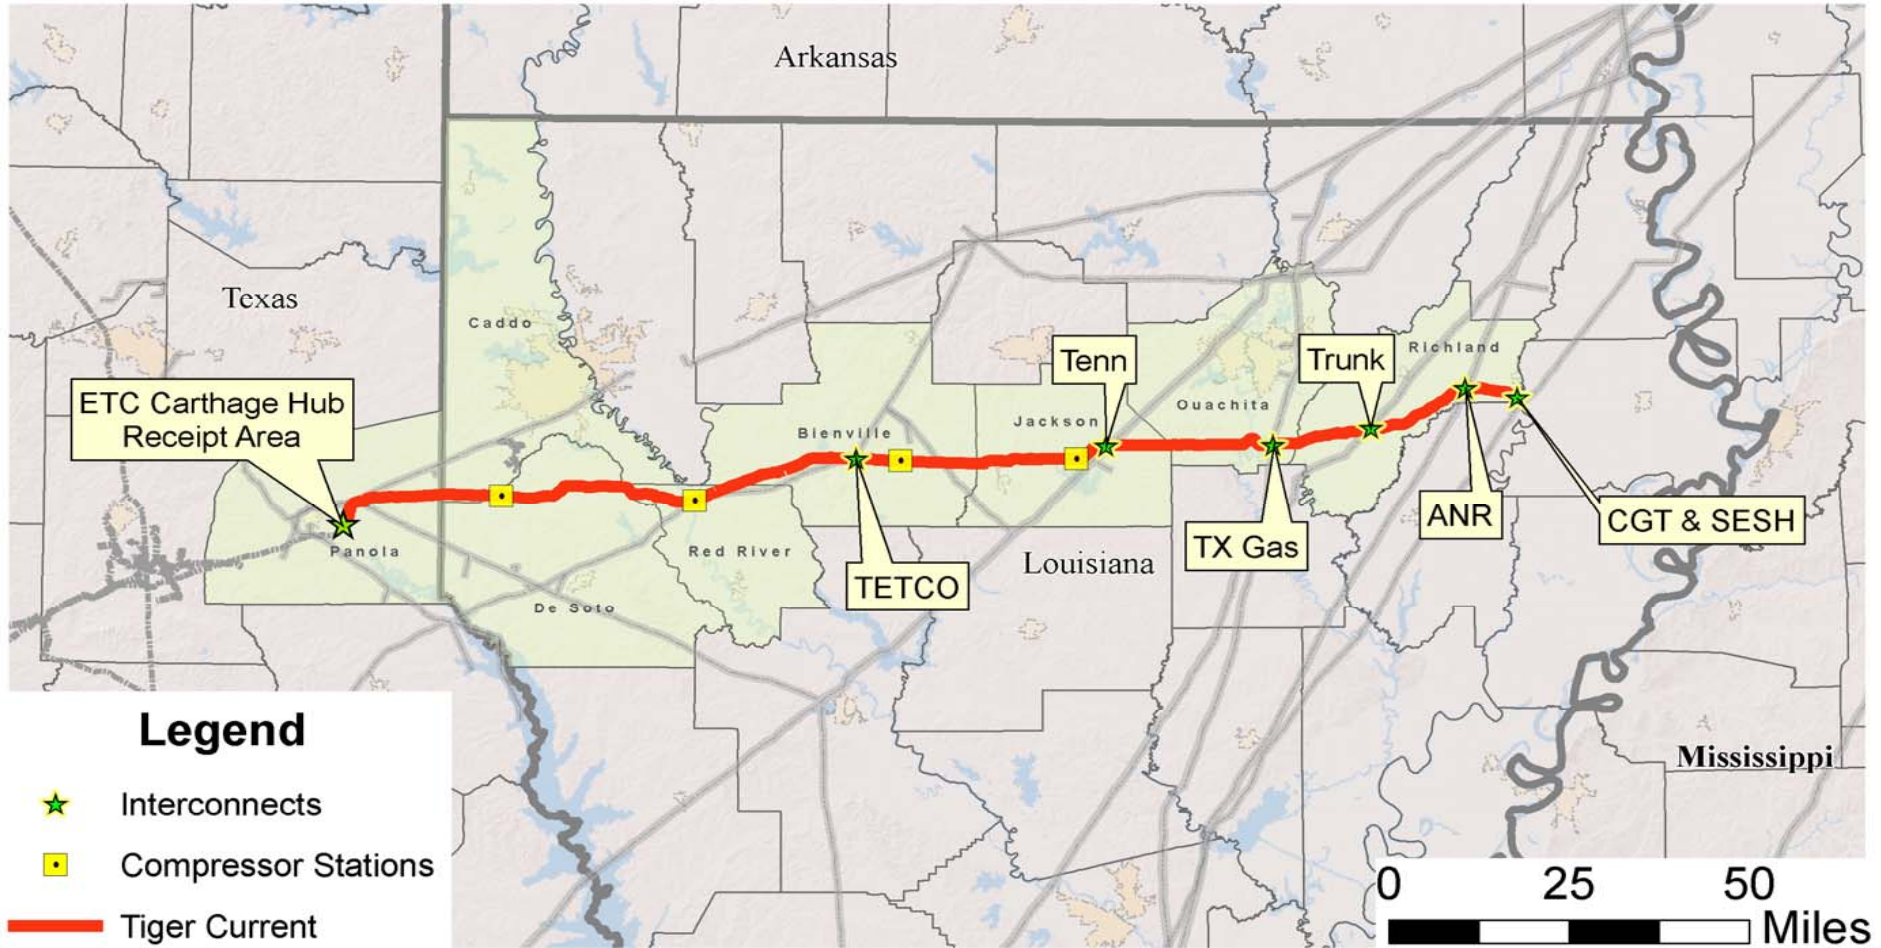 Arkansas
Texas
Caddo
ETC Carthage Hub
Receipt Area
Tenn
Trunk
Richland
Ouachita
Jackson
Bienville
ANR
CGT & SESH
TX Gas
Louisiana
TETCO
Panola
Red River
De Soto
Mississippi
Legend
Interconnects
Compressor Stations
Tiger Current
0 25 50
Miles